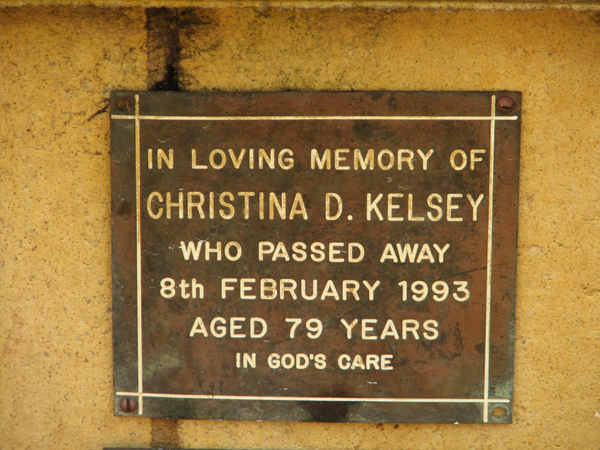 IN LOVING MEMORY OF
CHRISTINA D. KELSEY
WHO PASSED AWAY
8th FEBRUARY 1993
AGED 79 YEARS
IN GOD'S CARE